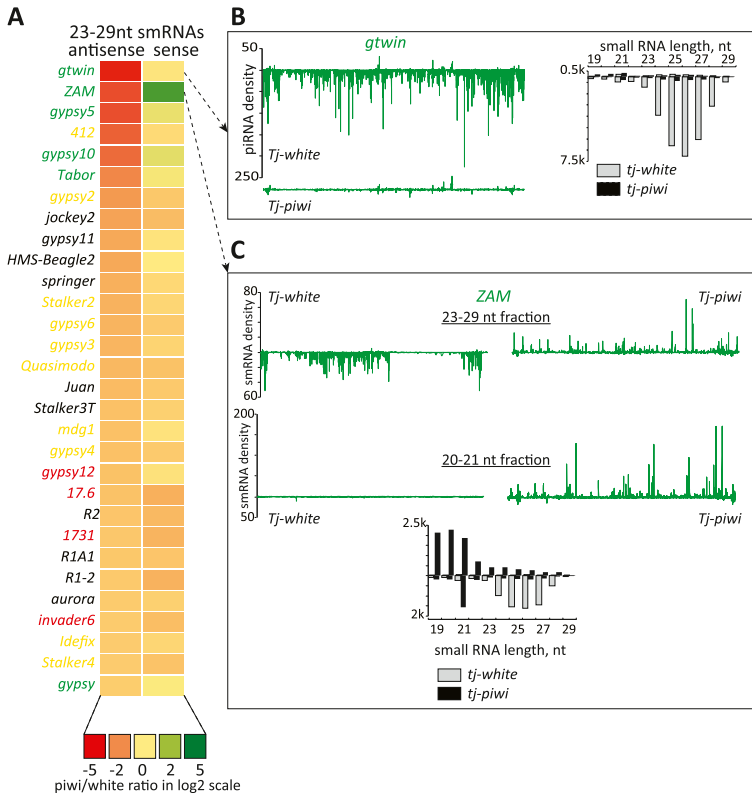 A
23-29nt smRNAs
antisense sense
gtwin
ZAM
gypsy5
412
gypsy10
Tabor
gypsy2
jockey2
gypsy11
HMS-Beagle2
springer
Stalker2
gypsy6
gypsy3
Quasimodo
Juan
Stalker3T
mdg1
gypsy4
gypsy12
17.6
R2
1731
R1A1
R1-2
aurora
invader6
Idefix
Stalker4
gypsy
-5 -2 0 2 5
piwi/white ratio in log2 scale
B
gtwin
50
piRNA density
250
Tj-white
Tj-piwi
small RNA length, nt
19 21 23 25 27 29
0.5k
7.5k
tj-white
tj-piwi
C
Tj-white
ZAM
Tj-piwi
23-29 nt fraction
80
smRNA density
60
200
smRNA density
50
20-21 nt fraction
Tj-white
Tj-piwi
2.5k
2k
19 21 23 25 27 29
small RNA length, nt
tj-white
tj-piwi